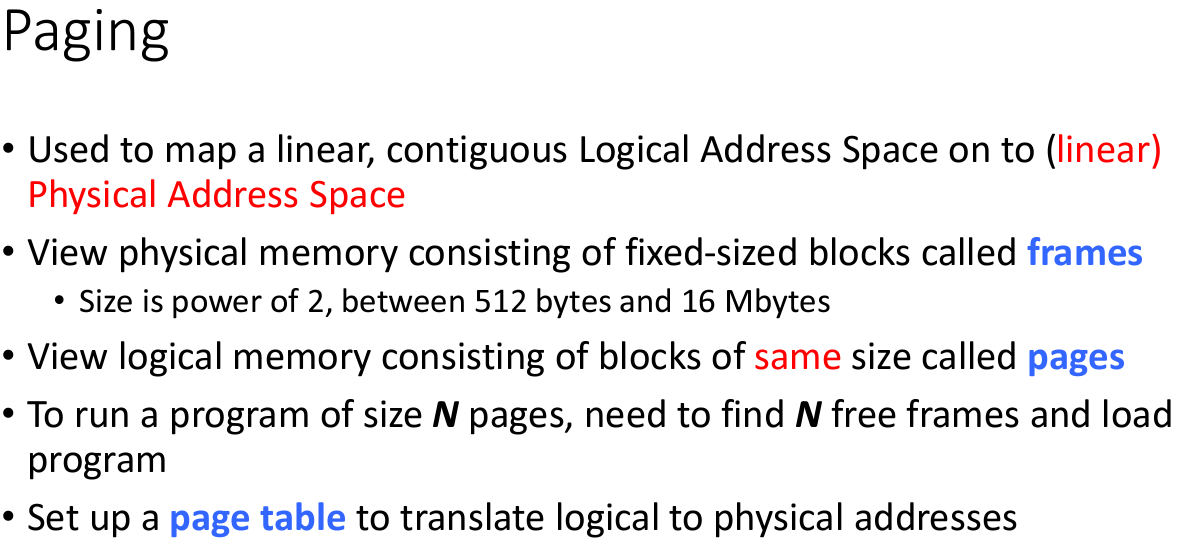 Paging
• Used to map a linear, contiguous Logical Address Space on to (linear)
Physical Address Space
• View physical memory consisting of fixed-sized blocks called frames
• Size is power of 2, between 512 bytes and 16 Mbytes
• View logical memory consisting of blocks of same size called pages
• To run a program of size N pages, need to find N free frames and load
program
• Set up a page table to translate logical to physical addresses